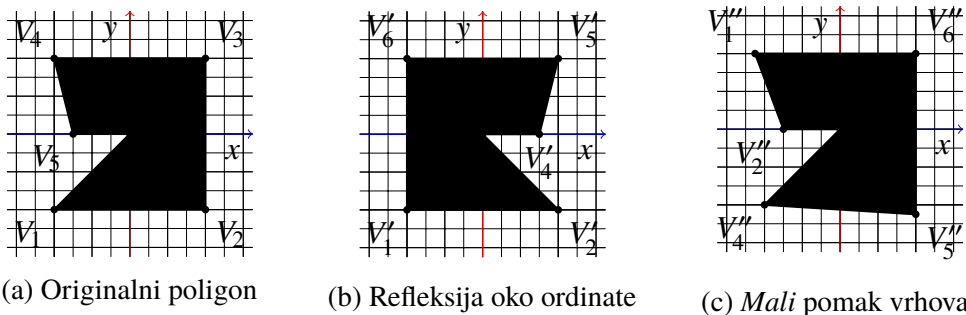 V₄ y V₃
V₅ x
V₁ V₂
(a) Originalni poligon
V₆′ y V₅′
V₄′ x
V₁′ V₂′
(b) Refleksija oko ordinate
V₁″ y V₆″
V₂″ x
V₄″ V₅″
(c) Mali pomak vrhova